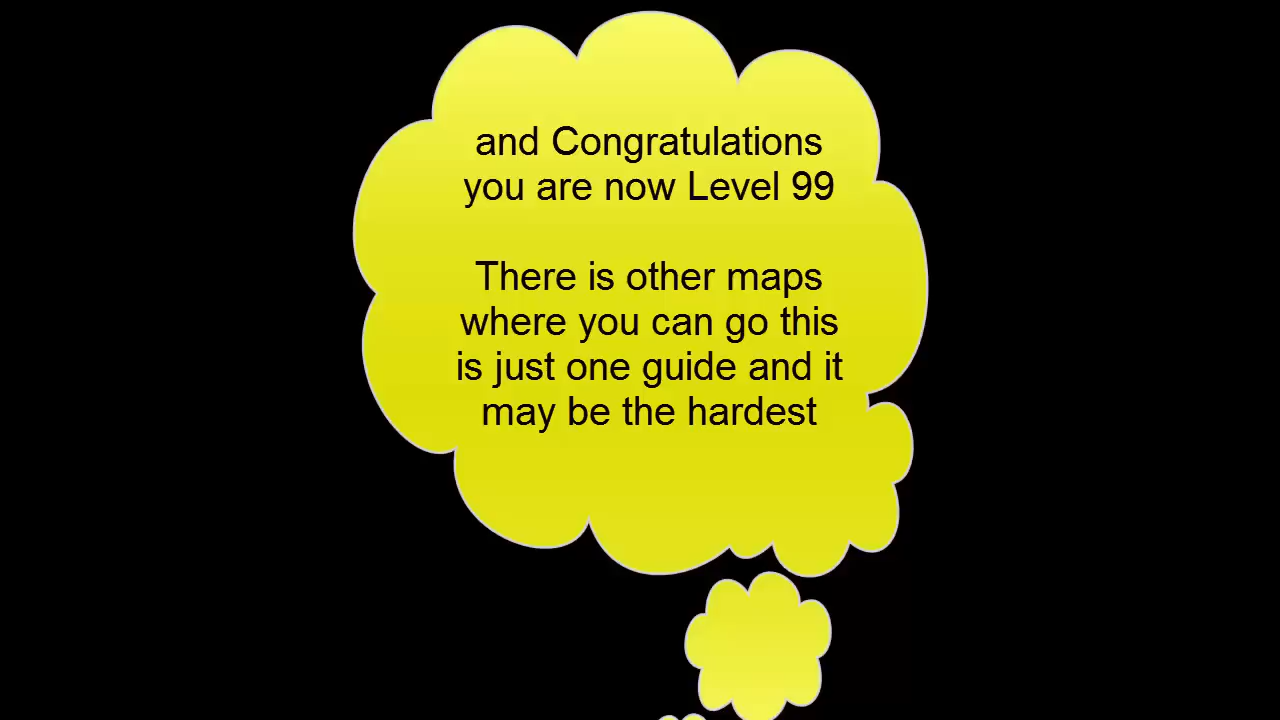 and Congratulations
you are now Level 99
There is other maps
where you can go this
is just one guide and it
may be the hardest